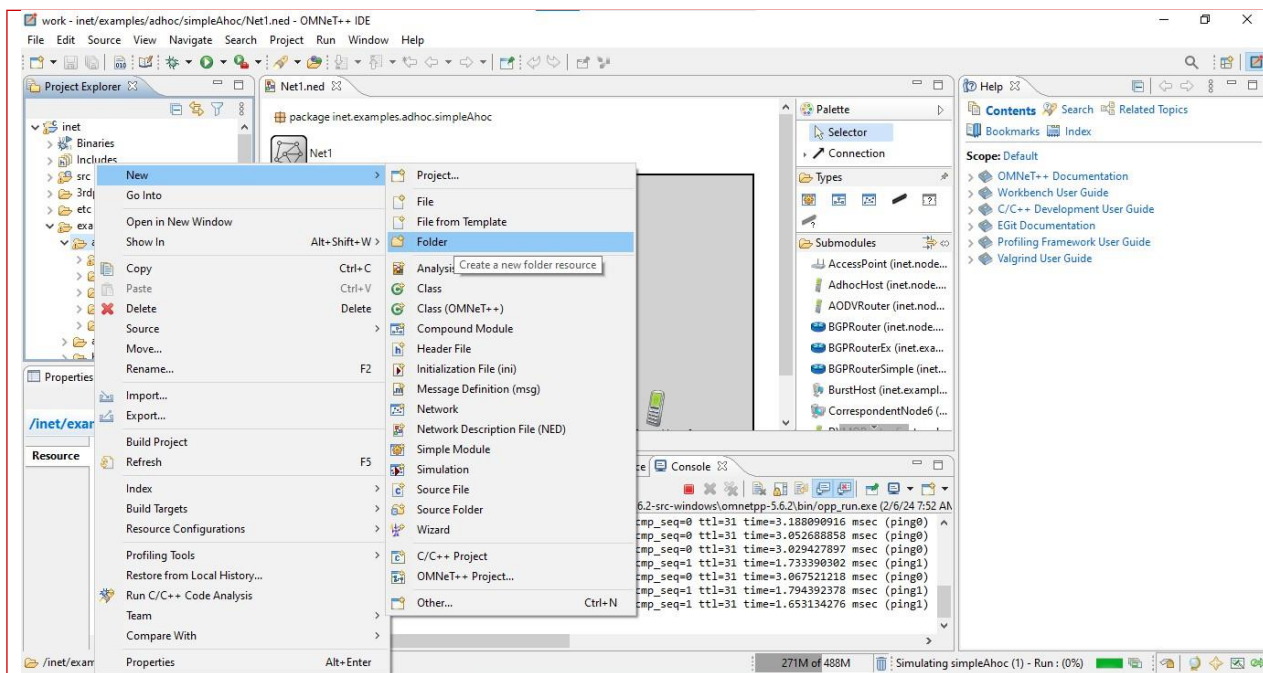 work - inet/examples/adhoc/simpleAhoc/Net1.ned - OMNeT++ IDE
File Edit Source View Navigate Search Project Run Window Help
Project Explorer
inet
Binaries
Includes
src
3rd
etc
exa
Properties
/inet/exar
Resource
/inet/exam
New
Go Into
Open in New Window
Show In Alt+Shift+W >
Copy Ctrl+C
Paste Ctrl+V
Delete Delete
Source
Move...
Rename... F2
Import...
Export...
Build Project
Refresh F5
Index
Build Targets
Resource Configurations
Profiling Tools
Restore from Local History...
Run C/C++ Code Analysis
Team
Compare With
Properties Alt+Enter
Project...
File
File from Template
Folder
Create a new folder resource
Analysis
Class
Class (OMNeT++)
Compound Module
Header File
Initialization File (ini)
Message Definition (msg)
Network
Network Description File (NED)
Simple Module
Simulation
Source File
Source Folder
Wizard
C/C++ Project
OMNeT++ Project...
Other... Ctrl+N
Net1.ned
package inet.examples.adhoc.simpleAhoc
Net1
Palette
Selector
Connection
Types
Submodules
AccessPoint (inet.node...
AdhocHost (inet.node....
AODVRouter (inet.nod...
BGPRouter (inet.node....
BGPRouterEx (inet.exa...
BGPRouterSimple (inet...
BurstHost (inet.exampl...
CorrespondentNode6 (...
Console
6.2-src-windows\omnetpp-5.6.2\bin/opp_run.exe (2/6/24 7:52 AM
cmp_seq=0 ttl=31 time=3.188090916 msec (ping0)
cmp_seq=0 ttl=31 time=3.052688858 msec (ping0)
cmp_seq=0 ttl=31 time=3.029427897 msec (ping0)
cmp_seq=1 ttl=31 time=1.733390302 msec (ping1)
cmp_seq=0 ttl=31 time=3.067521218 msec (ping0)
cmp_seq=1 ttl=31 time=1.794392378 msec (ping1)
cmp_seq=1 ttl=31 time=1.653134276 msec (ping1)
Help
Contents Search Related Topics
Bookmarks Index
Scope: Default
OMNeT++ Documentation
Workbench User Guide
C/C++ Development User Guide
EGit Documentation
Profiling Framework User Guide
Valgrind User Guide
271M of 488M
Simulating simpleAhoc (1) - Run : (0%)